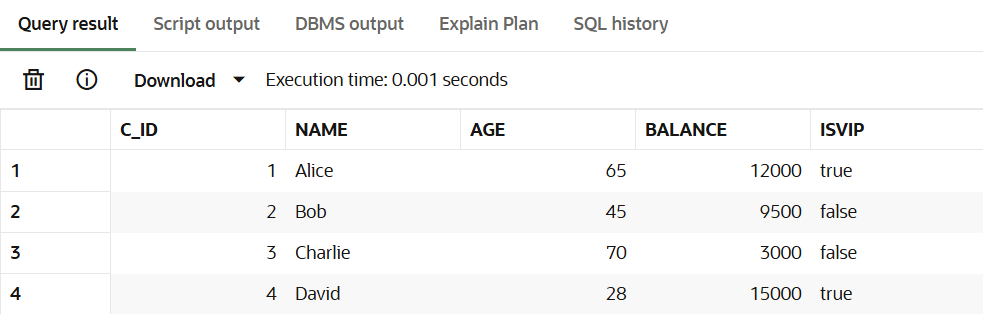 Query result Script output DBMS output Explain Plan SQL history
Download Execution time: 0.001 seconds
C_ID NAME AGE BALANCE ISVIP
1 1 Alice 65 12000 true
2 2 Bob 45 9500 false
3 3 Charlie 70 3000 false
4 4 David 28 15000 true